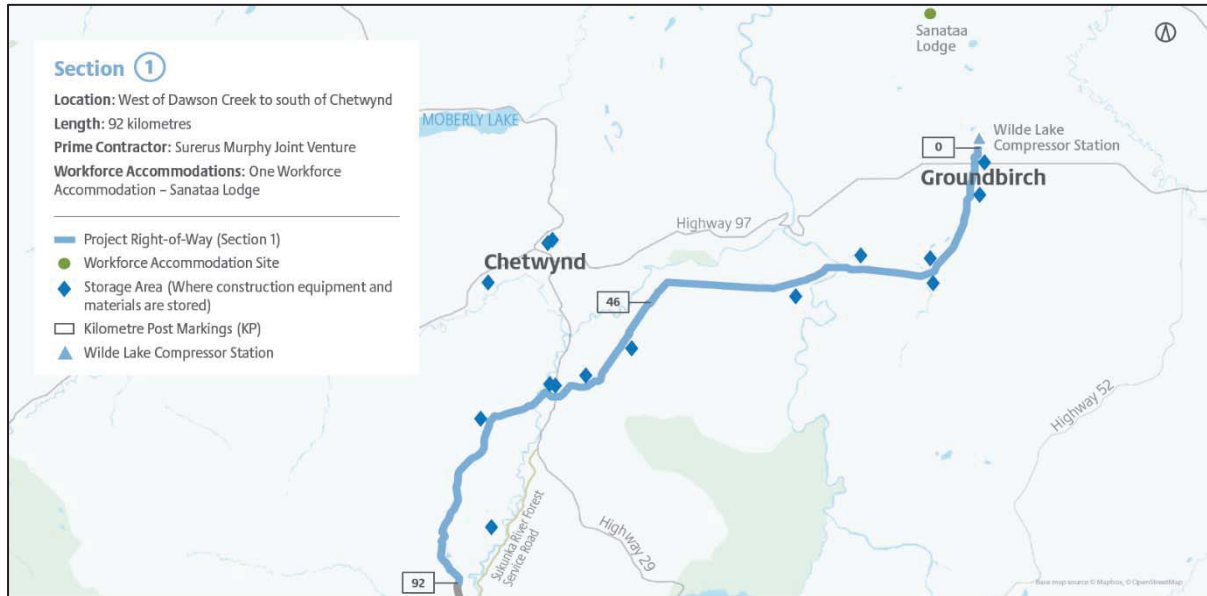 Section 1
Location: West of Dawson Creek to south of Chetwynd
Length: 92 kilometres
Prime Contractor: Surerus Murphy Joint Venture
Workforce Accommodations: One Workforce
Accommodation – Sanataa Lodge
Project Right-of-Way (Section 1)
Workforce Accommodation Site
Storage Area (Where construction equipment and
materials are stored)
Kilometre Post Markings (KP)
Wilde Lake Compressor Station
MOBERLY LAKE
Sanataa
Lodge
Wilde Lake
Compressor Station
0
Groundbirch
Highway 97
Chetwynd
46
Highway 52
Sukunka River Forest
Service Road
Highway 29
92
Base map source © Mapbox, © OpenStreetMap